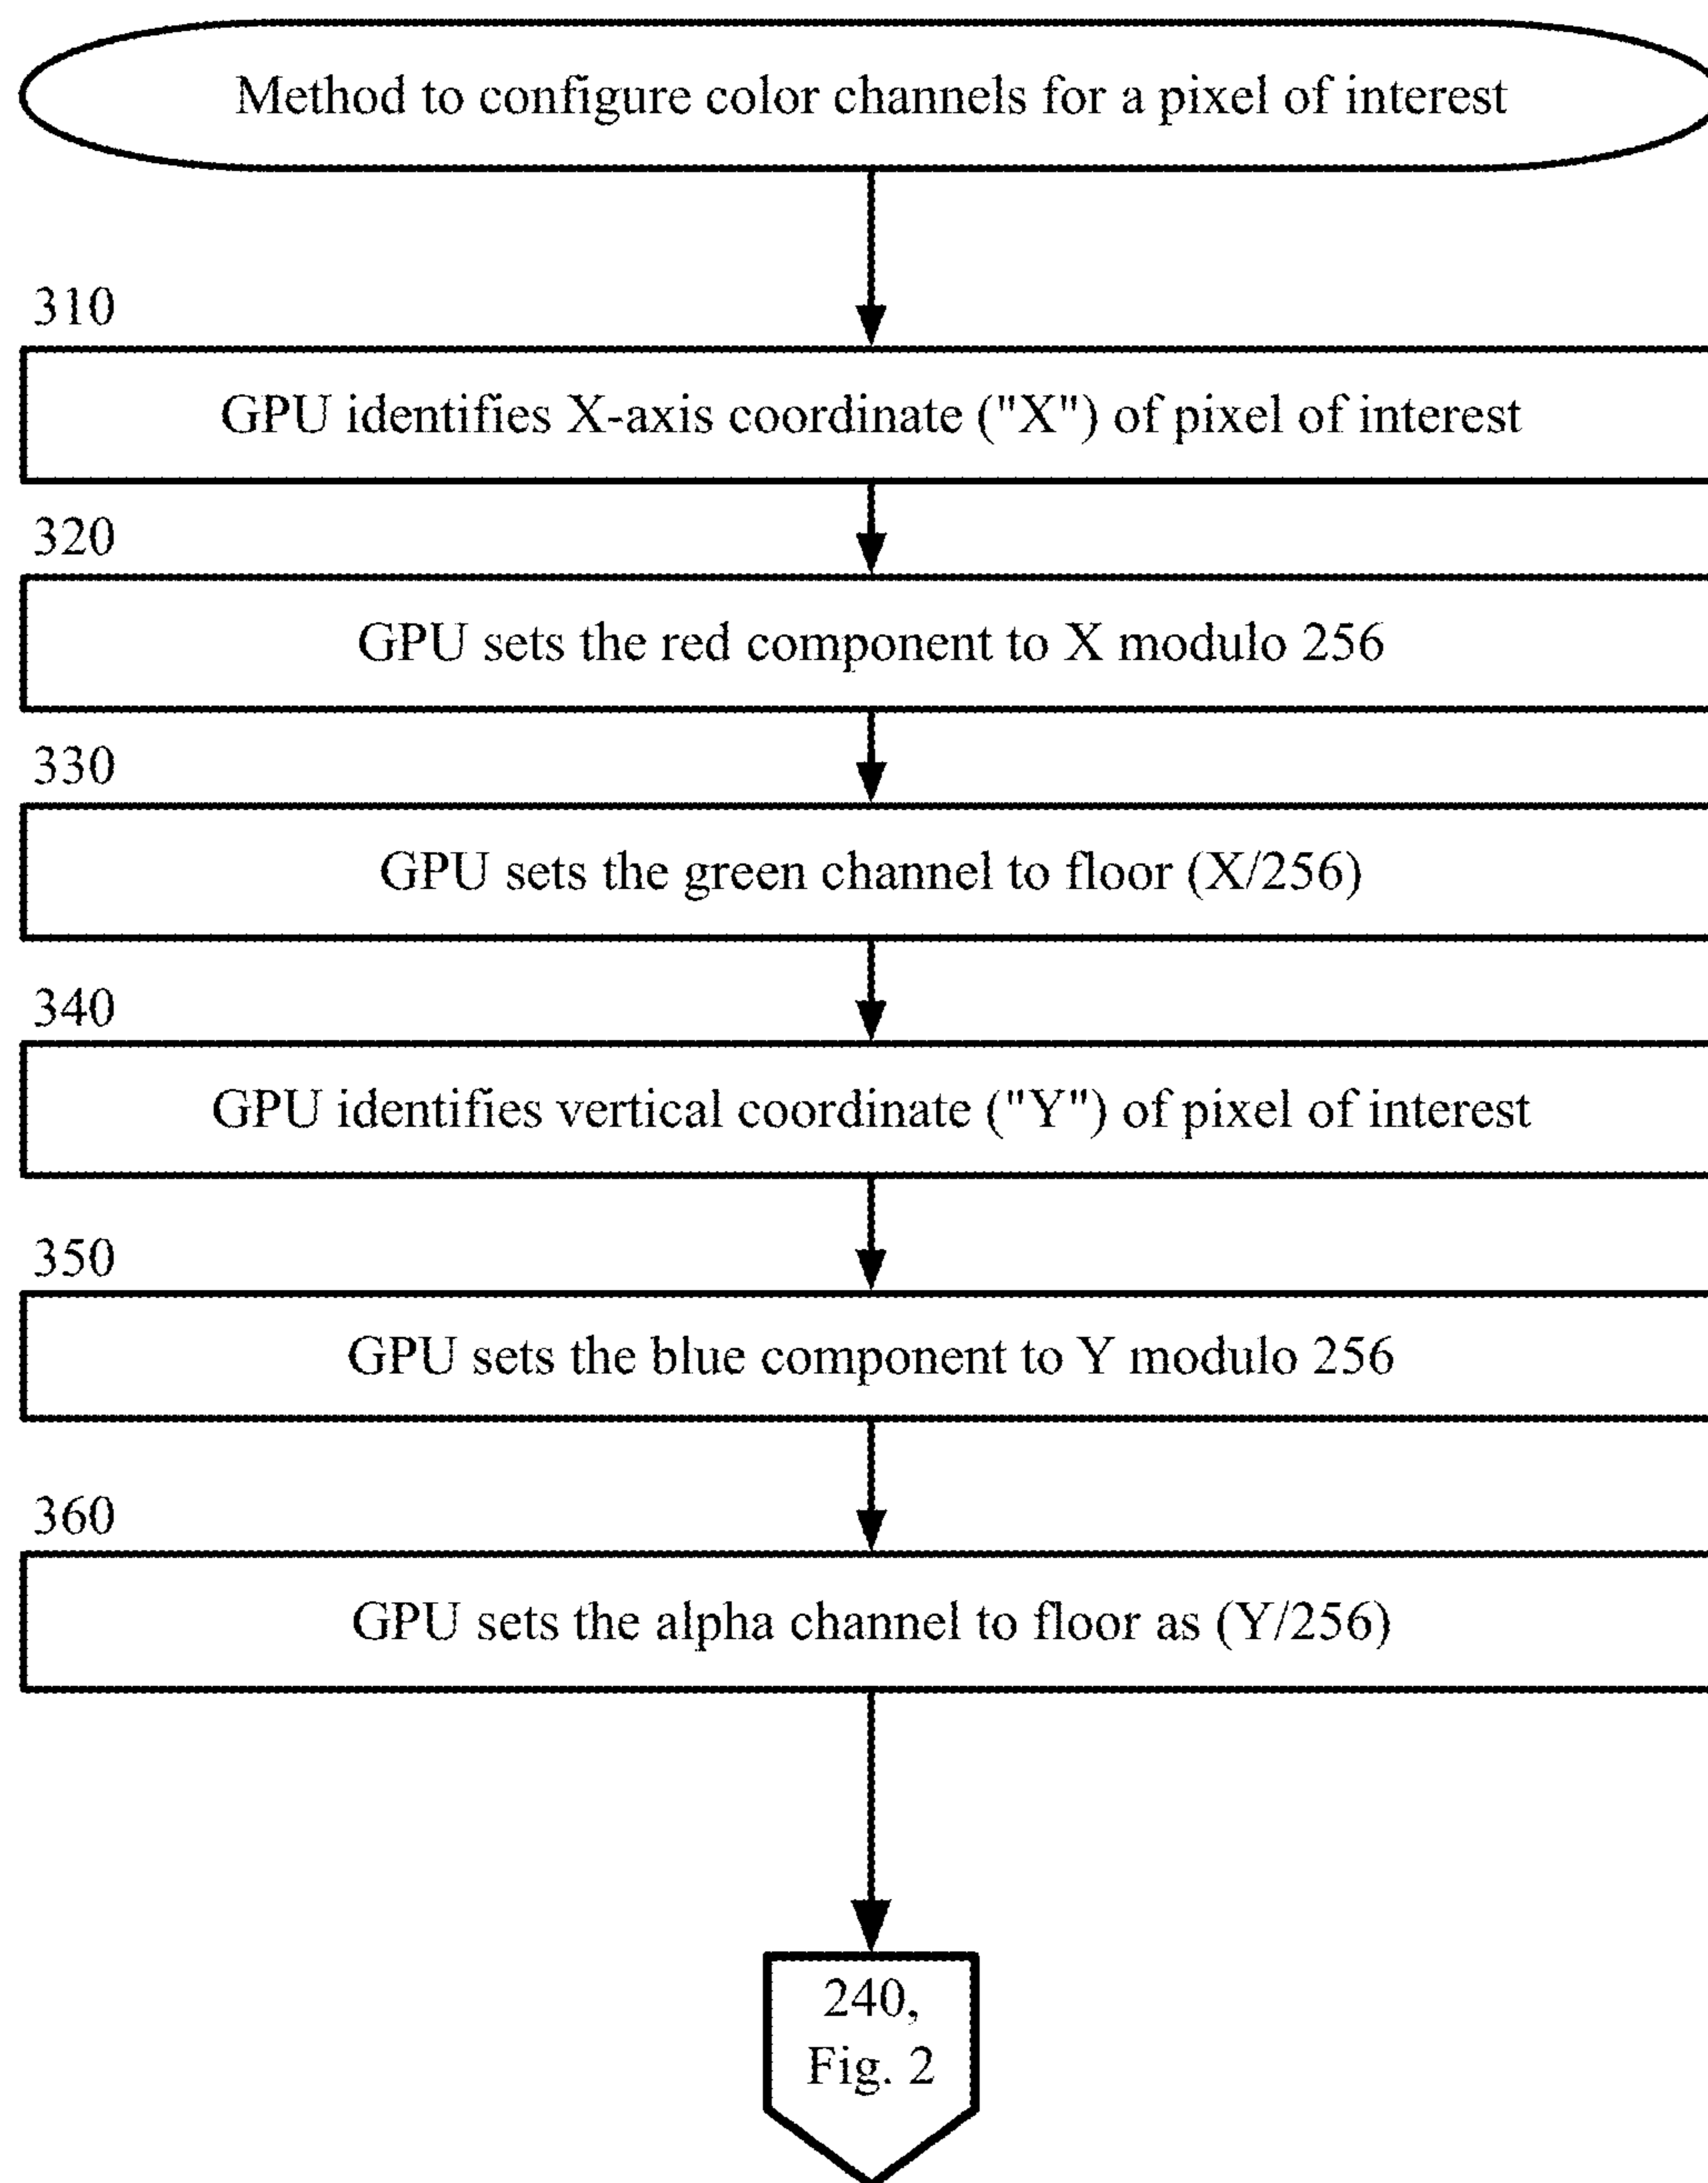 Method to configure color channels for a pixel of interest
310
GPU identifies X-axis coordinate ("X") of pixel of interest
320
GPU sets the red component to X modulo 256
330
GPU sets the green channel to floor (X/256)
340
GPU identifies vertical coordinate ("Y") of pixel of interest
350
GPU sets the blue component to Y modulo 256
360
GPU sets the alpha channel to floor as (Y/256)
240,
Fig. 2